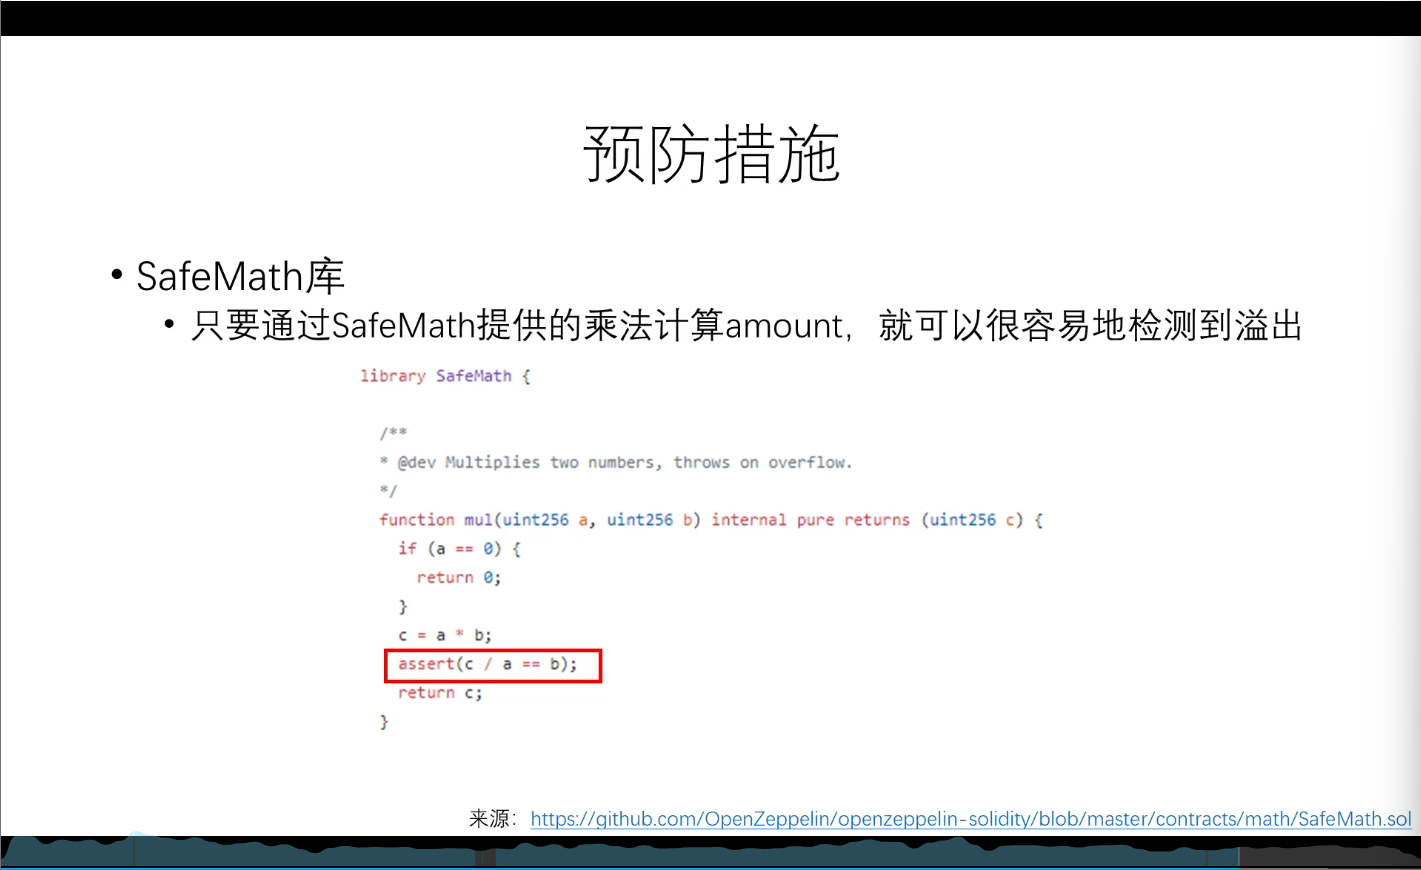 预防措施
• SafeMath库
• 只要通过SafeMath提供的乘法计算amount，就可以很容易地检测到溢出
library SafeMath {
/**
* @dev Multiplies two numbers, throws on overflow.
*/
function mul(uint256 a, uint256 b) internal pure returns (uint256 c) {
if (a == 0) {
return 0;
}
c = a * b;
assert(c / a == b);
return c;
}
来源：https://github.com/OpenZeppelin/openzeppelin-solidity/blob/master/contracts/math/SafeMath.sol